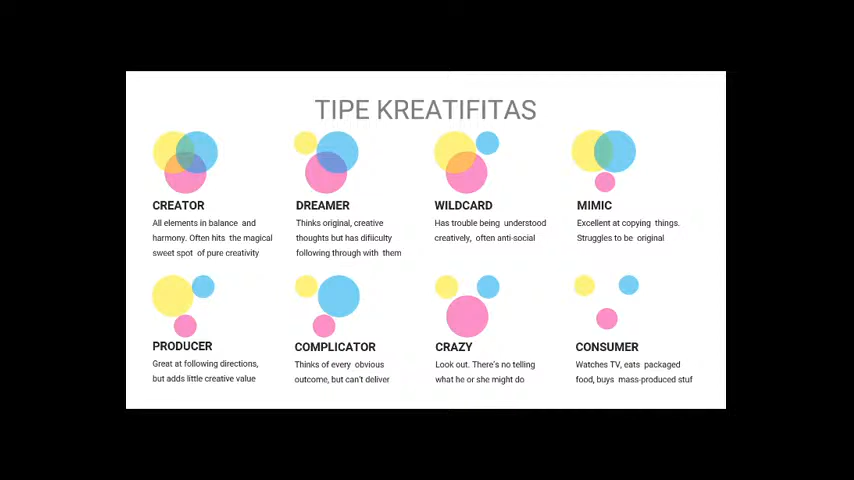 TIPE KREATIFITAS
CREATOR
All elements in balance and
harmony. Often hits the magical
sweet spot of pure creativity
DREAMER
Thinks original, creative
thoughts but has difiiculty
following through with them
WILDCARD
Has trouble being understood
creatively, often anti-social
MIMIC
Excellent at copying things.
Struggles to be original
PRODUCER
Great at following directions,
but adds little creative value
COMPLICATOR
Thinks of every obvious
outcome, but can't deliver
CRAZY
Look out. There's no telling
what he or she might do
CONSUMER
Watches TV, eats packaged
food, buys mass-produced stuf